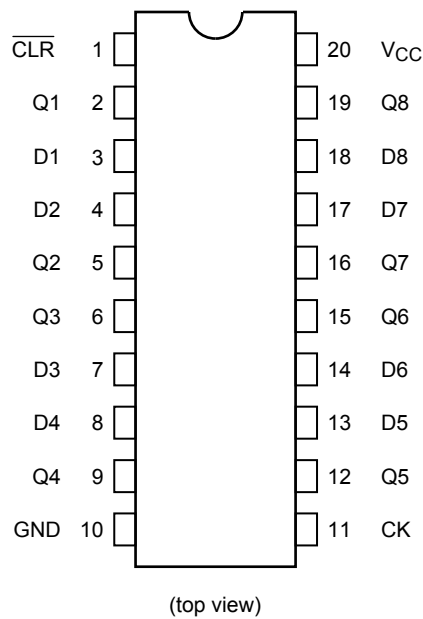 CLR 1 20 VCC
Q1 2 19 Q8
D1 3 18 D8
D2 4 17 D7
Q2 5 16 Q7
Q3 6 15 Q6
D3 7 14 D6
D4 8 13 D5
Q4 9 12 Q5
GND 10 11 CK
(top view)